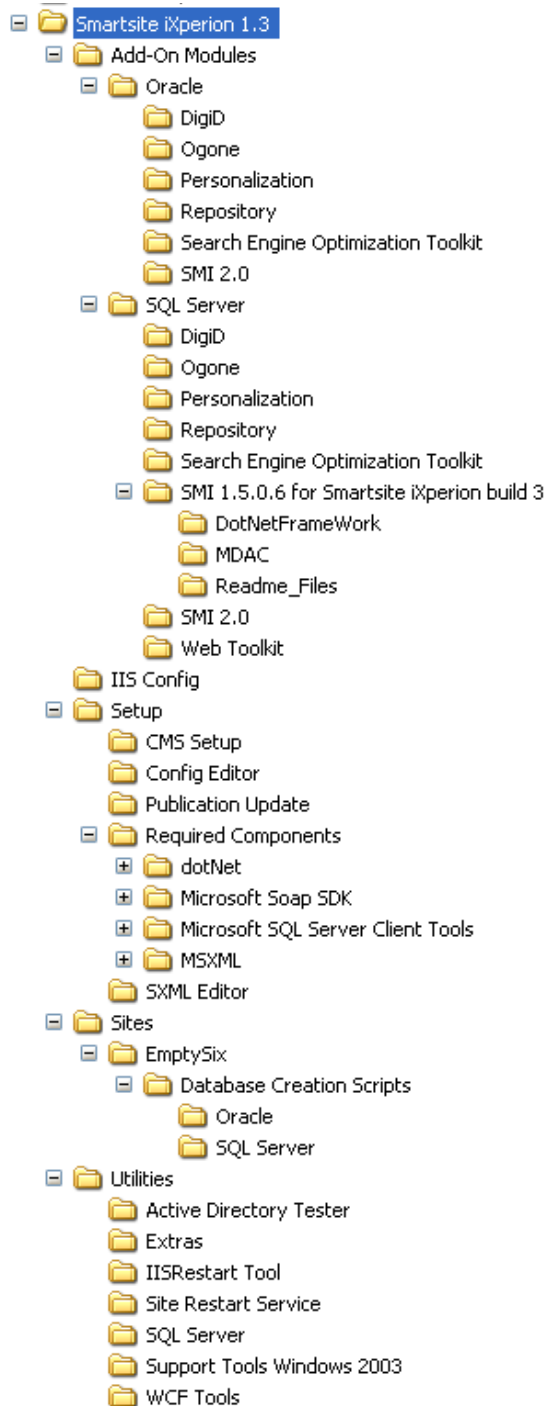 Smartsite iXperion 1.3
Add-On Modules
Oracle
DigiD
Ogone
Personalization
Repository
Search Engine Optimization Toolkit
SMI 2.0
SQL Server
DigiD
Ogone
Personalization
Repository
Search Engine Optimization Toolkit
SMI 1.5.0.6 for Smartsite iXperion build 3
DotNetFrameWork
MDAC
Readme_Files
SMI 2.0
Web Toolkit
IIS Config
Setup
CMS Setup
Config Editor
Publication Update
Required Components
dotNet
Microsoft Soap SDK
Microsoft SQL Server Client Tools
MSXML
SXML Editor
Sites
EmptySix
Database Creation Scripts
Oracle
SQL Server
Utilities
Active Directory Tester
Extras
IISRestart Tool
Site Restart Service
SQL Server
Support Tools Windows 2003
WCF Tools